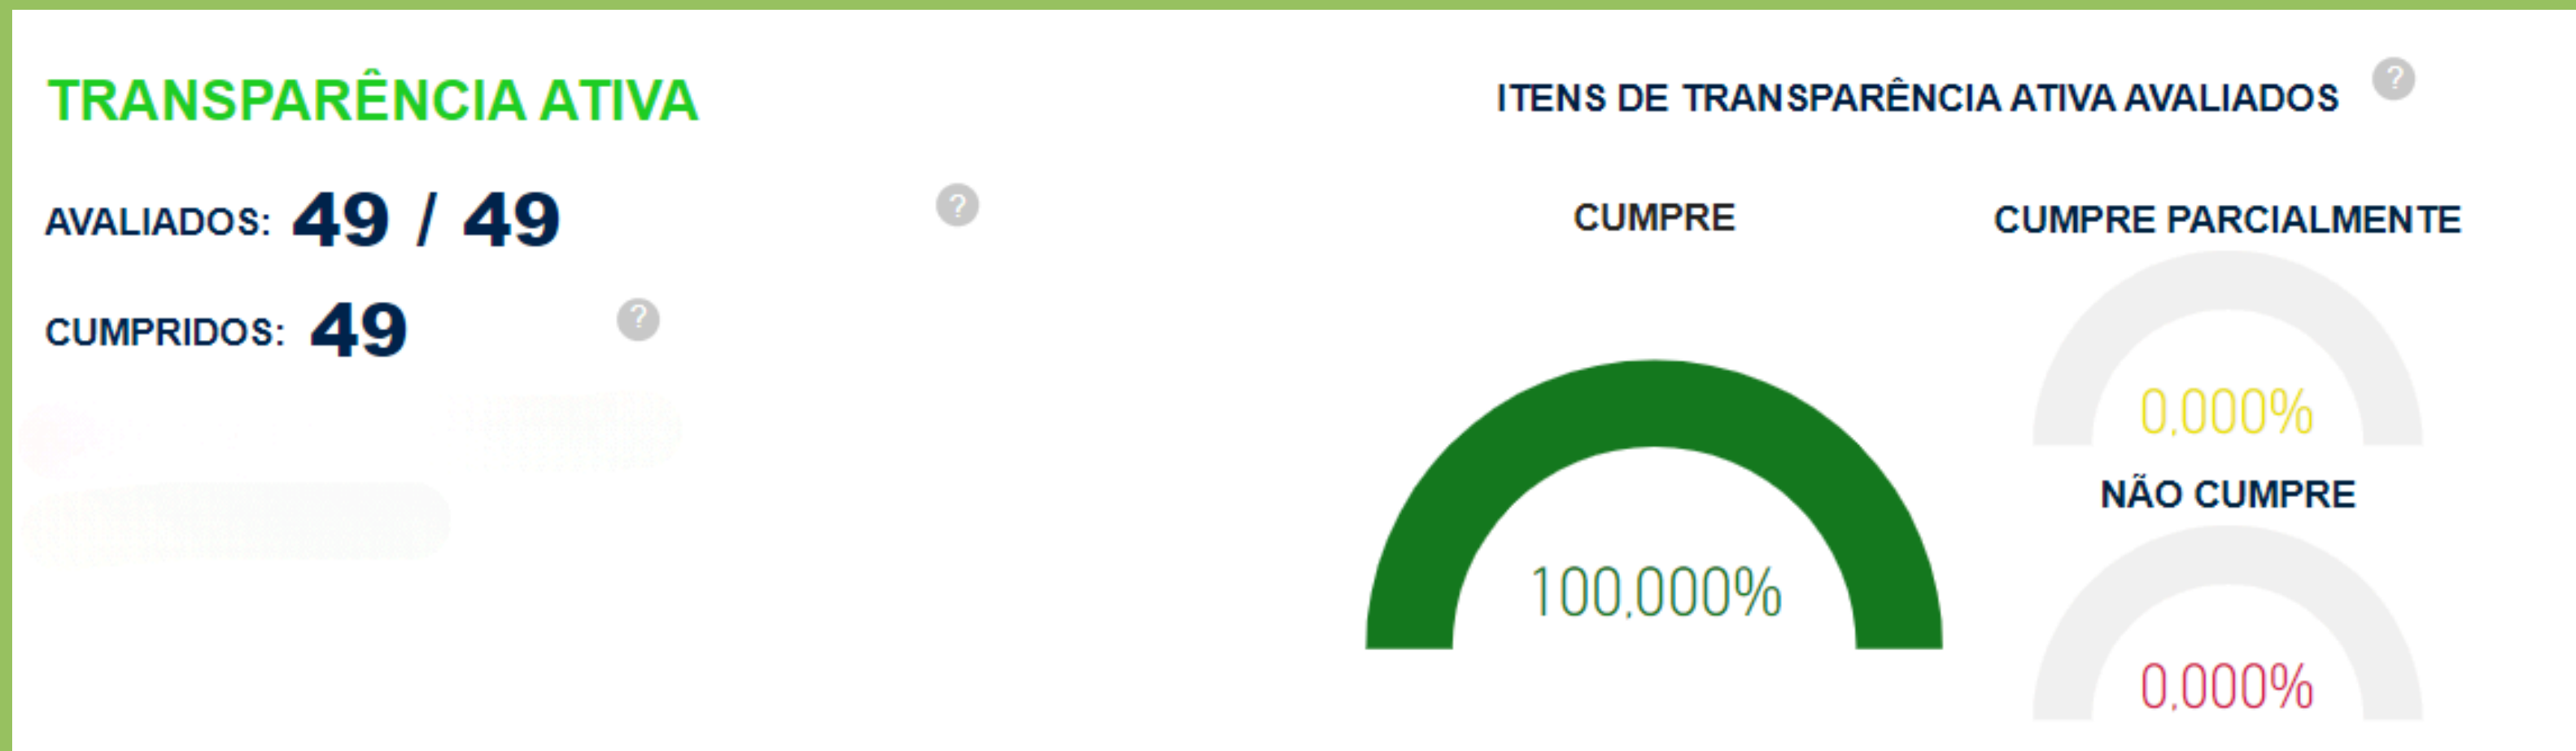 TRANSPARÊNCIA ATIVA
AVALIADOS: 49 / 49 ?
CUMPRIDOS: 49 ?
ITENS DE TRANSPARÊNCIA ATIVA AVALIADOS ?
CUMPRE
100,000%
CUMPRE PARCIALMENTE
0,000%
NÃO CUMPRE
0,000%